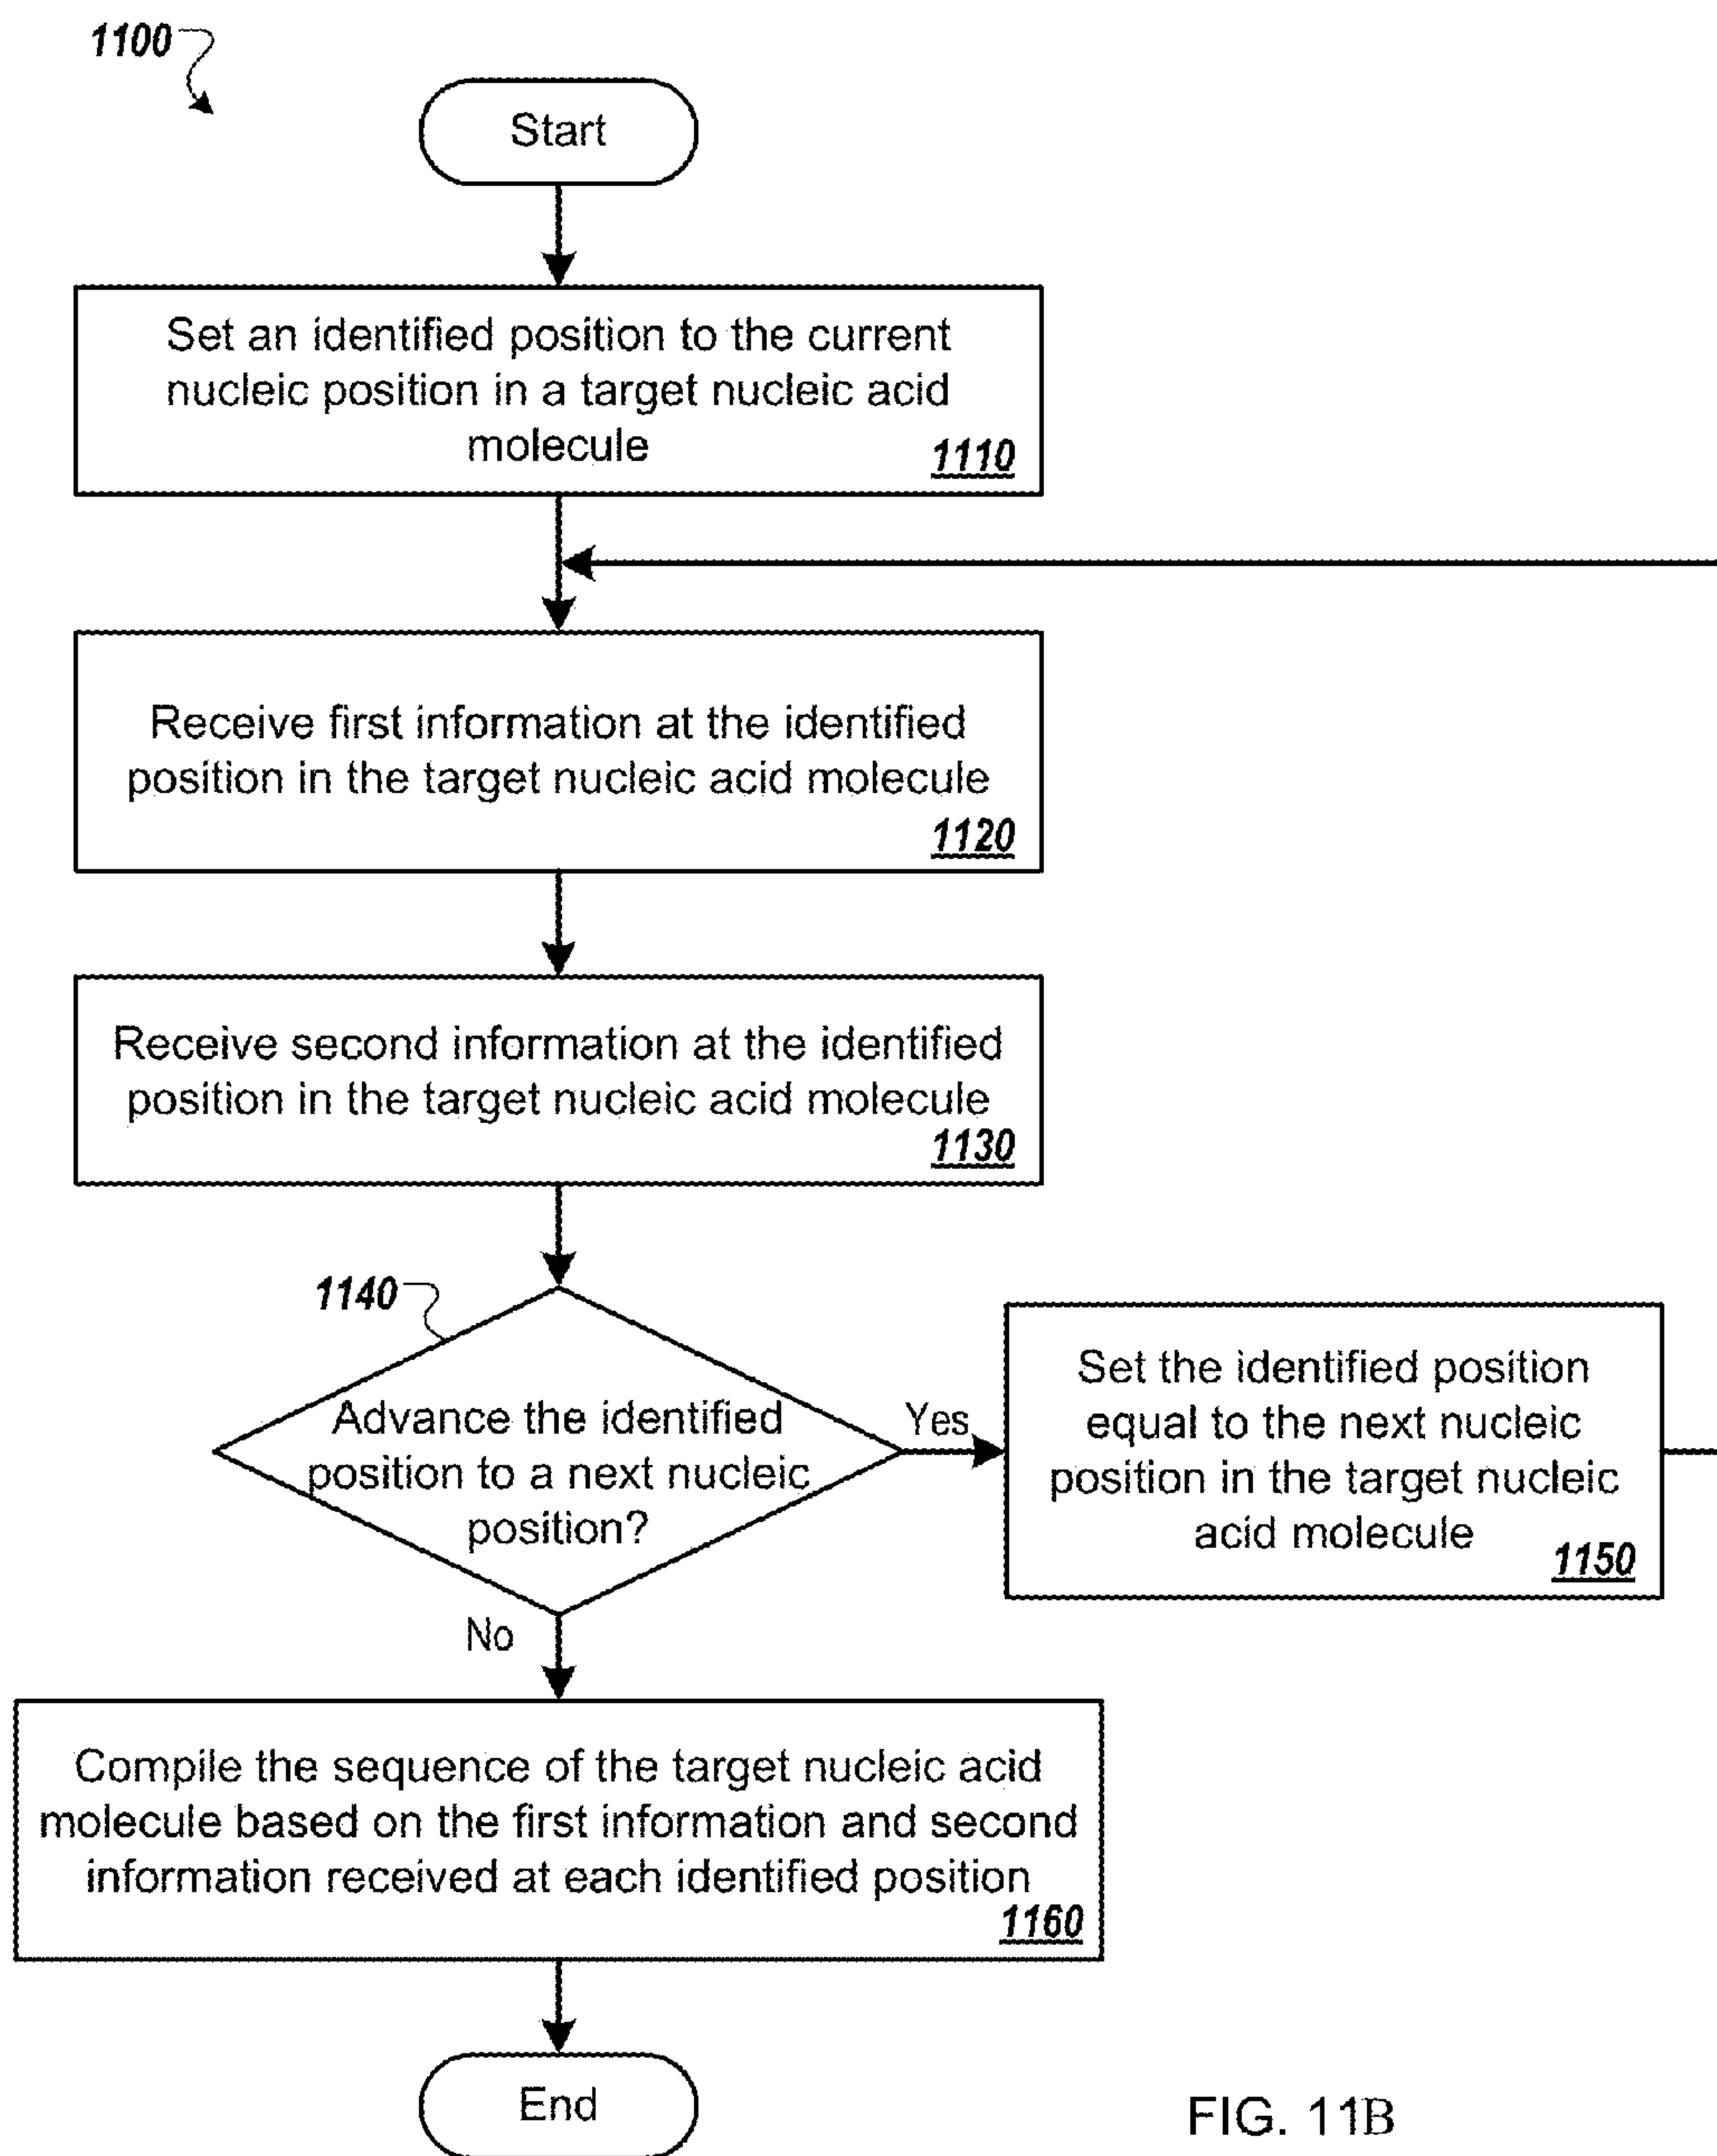 1100
Start
Set an identified position to the current
nucleic position in a target nucleic acid
molecule
1110
Receive first information at the identified
position in the target nucleic acid molecule
1120
Receive second information at the identified
position in the target nucleic acid molecule
1130
1140
Advance the identified
position to a next nucleic
position?
Yes
Set the identified position
equal to the next nucleic
position in the target nucleic
acid molecule
1150
No
Compile the sequence of the target nucleic acid
molecule based on the first information and second
information received at each identified position
1160
End
FIG. 11B